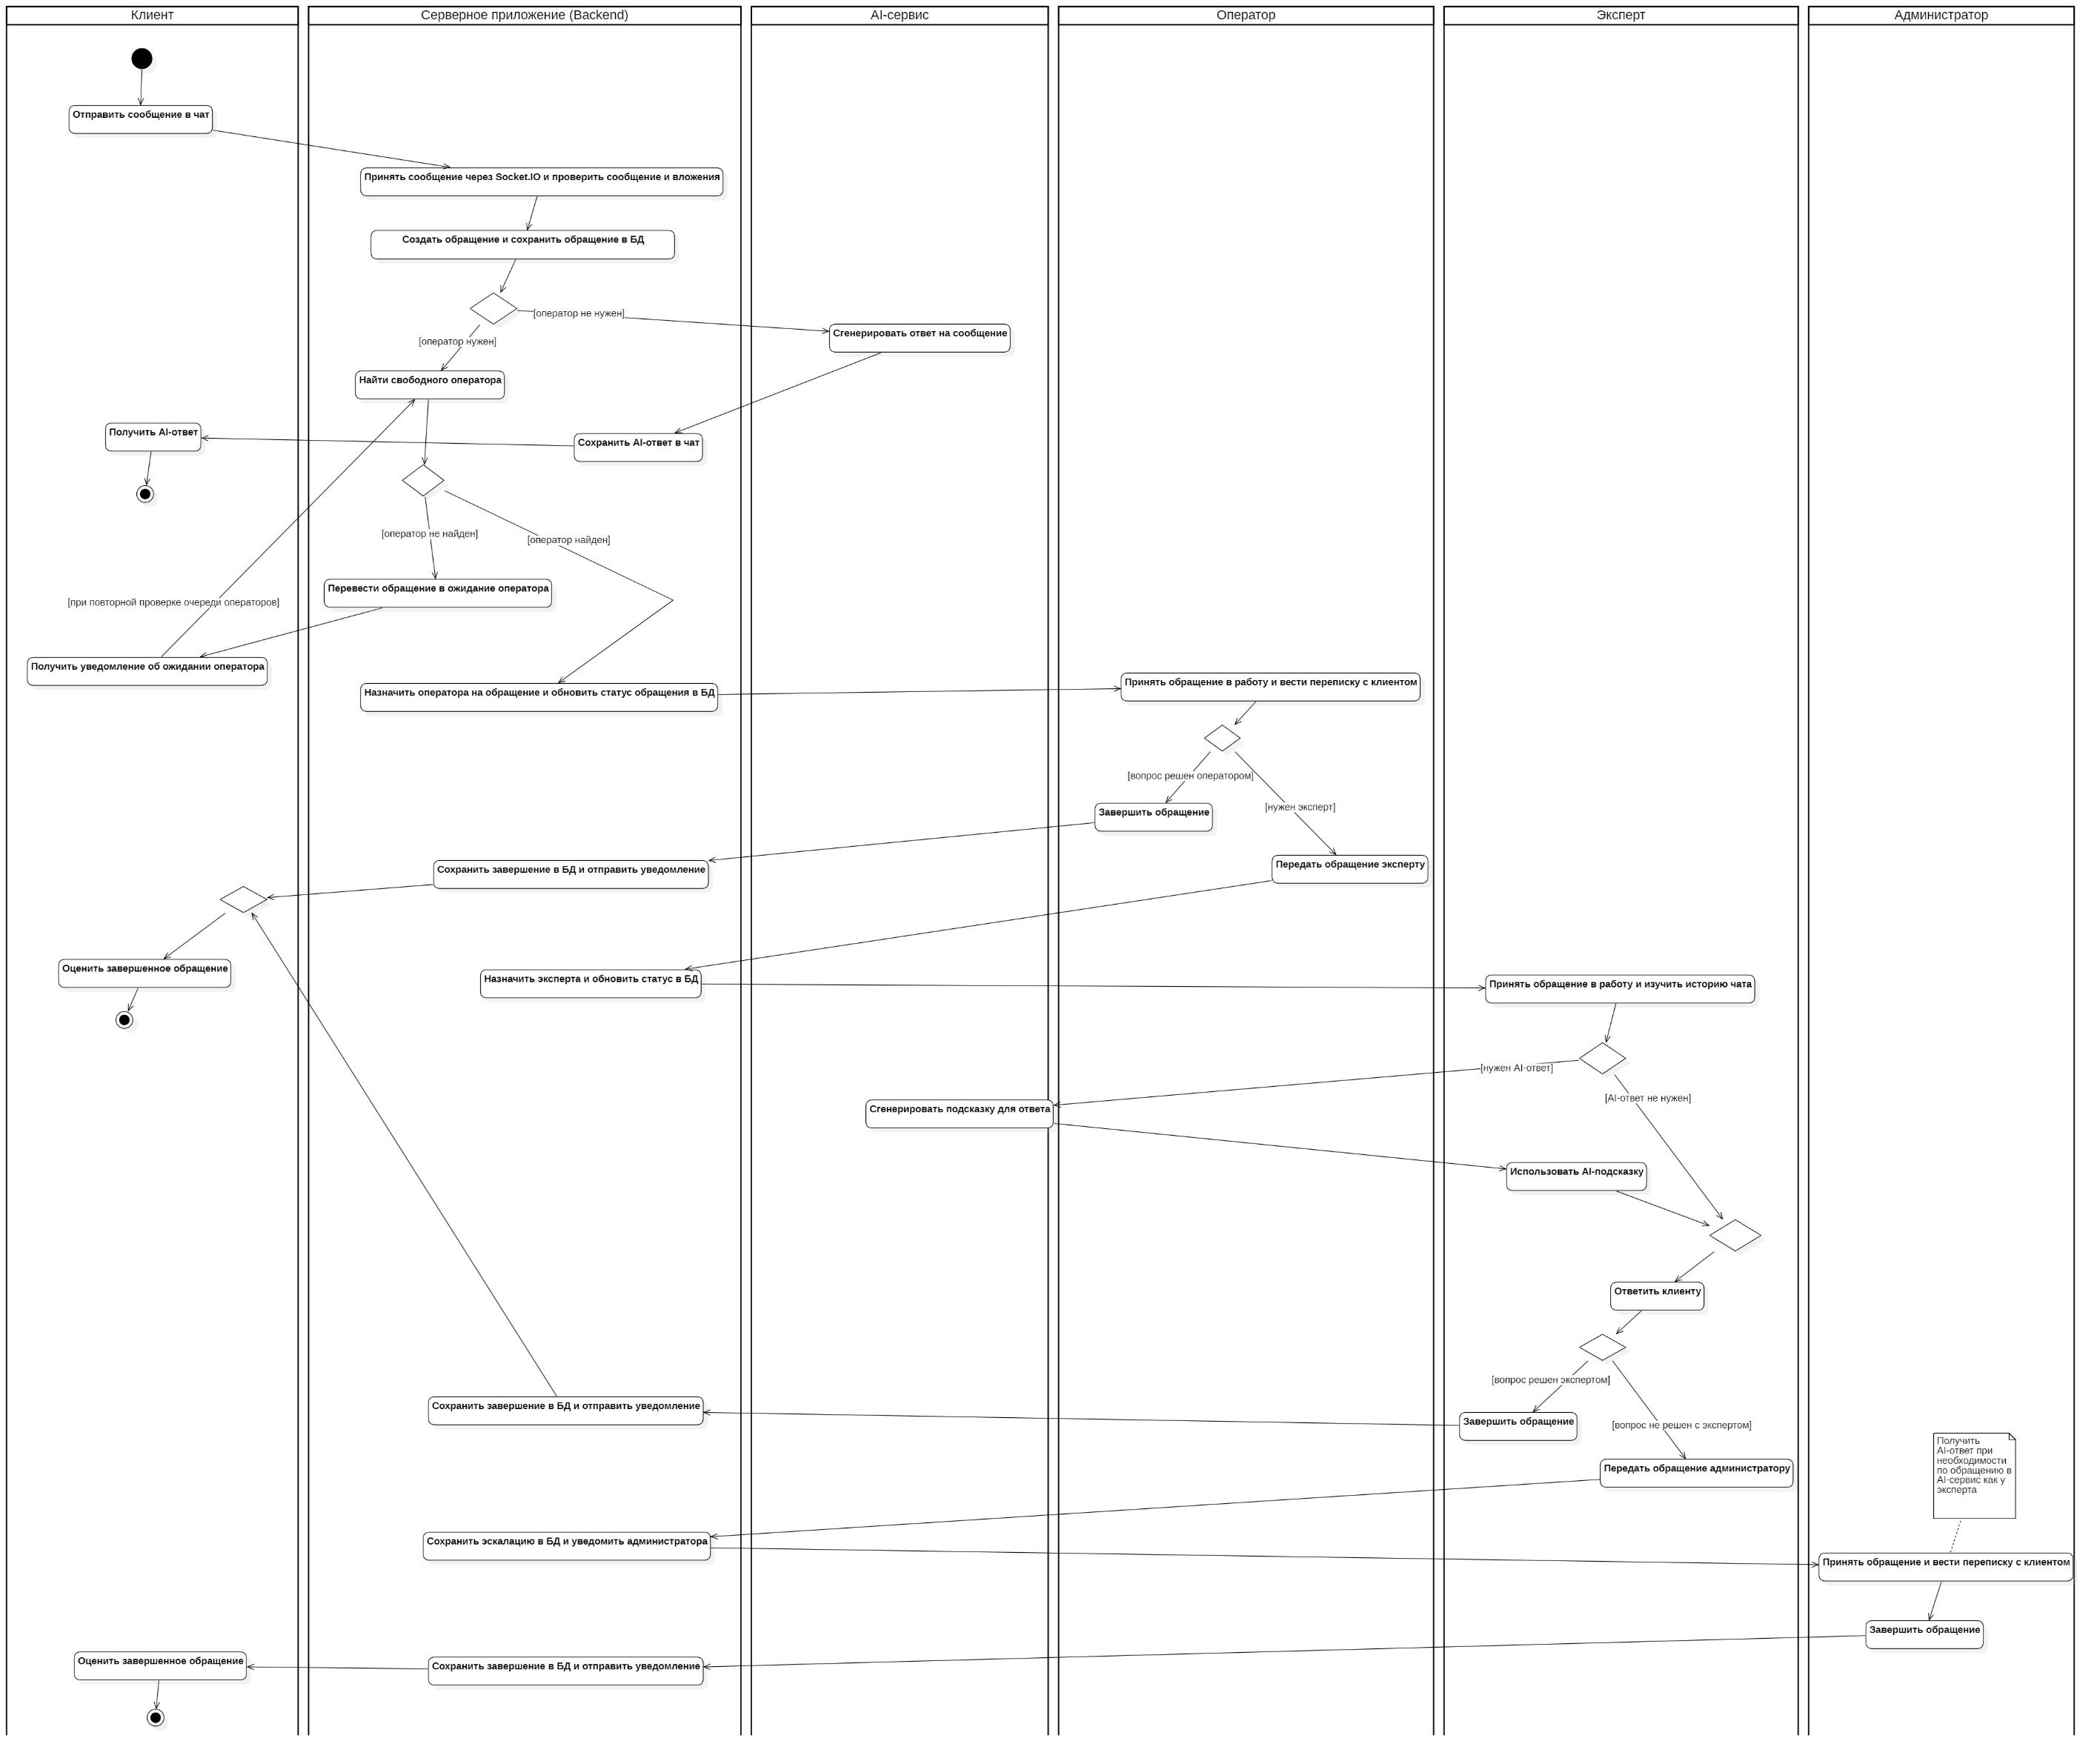 Клиент
Серверное приложение (Backend)
AI-сервис
Оператор
Эксперт
Администратор
Отправить сообщение в чат
Принять сообщение через Socket.IO и проверить сообщение и вложения
Создать обращение и сохранить обращение в БД
[оператор не нужен]
Сгенерировать ответ на сообщение
[оператор нужен]
Найти свободного оператора
Получить AI-ответ
Сохранить AI-ответ в чат
[оператор не найден]
[оператор найден]
Перевести обращение в ожидание оператора
[при повторной проверке очереди операторов]
Получить уведомление об ожидании оператора
Назначить оператора на обращение и обновить статус обращения в БД
Принять обращение в работу и вести переписку с клиентом
[вопрос решен оператором]
[нужен эксперт]
Завершить обращение
Передать обращение эксперту
Сохранить завершение в БД и отправить уведомление
Оценить завершенное обращение
Назначить эксперта и обновить статус в БД
Принять обращение в работу и изучить историю чата
[нужен AI-ответ]
[AI-ответ не нужен]
Сгенерировать подсказку для ответа
Использовать AI-подсказку
Ответить клиенту
[вопрос решен экспертом]
Сохранить завершение в БД и отправить уведомление
Завершить обращение
[вопрос не решен с экспертом]
Передать обращение администратору
Получить
AI-ответ при
необходимости
по обращению в
AI-сервис как у
эксперта
Сохранить эскалацию в БД и уведомить администратора
Принять обращение и вести переписку с клиентом
Завершить обращение
Оценить завершенное обращение
Сохранить завершение в БД и отправить уведомление